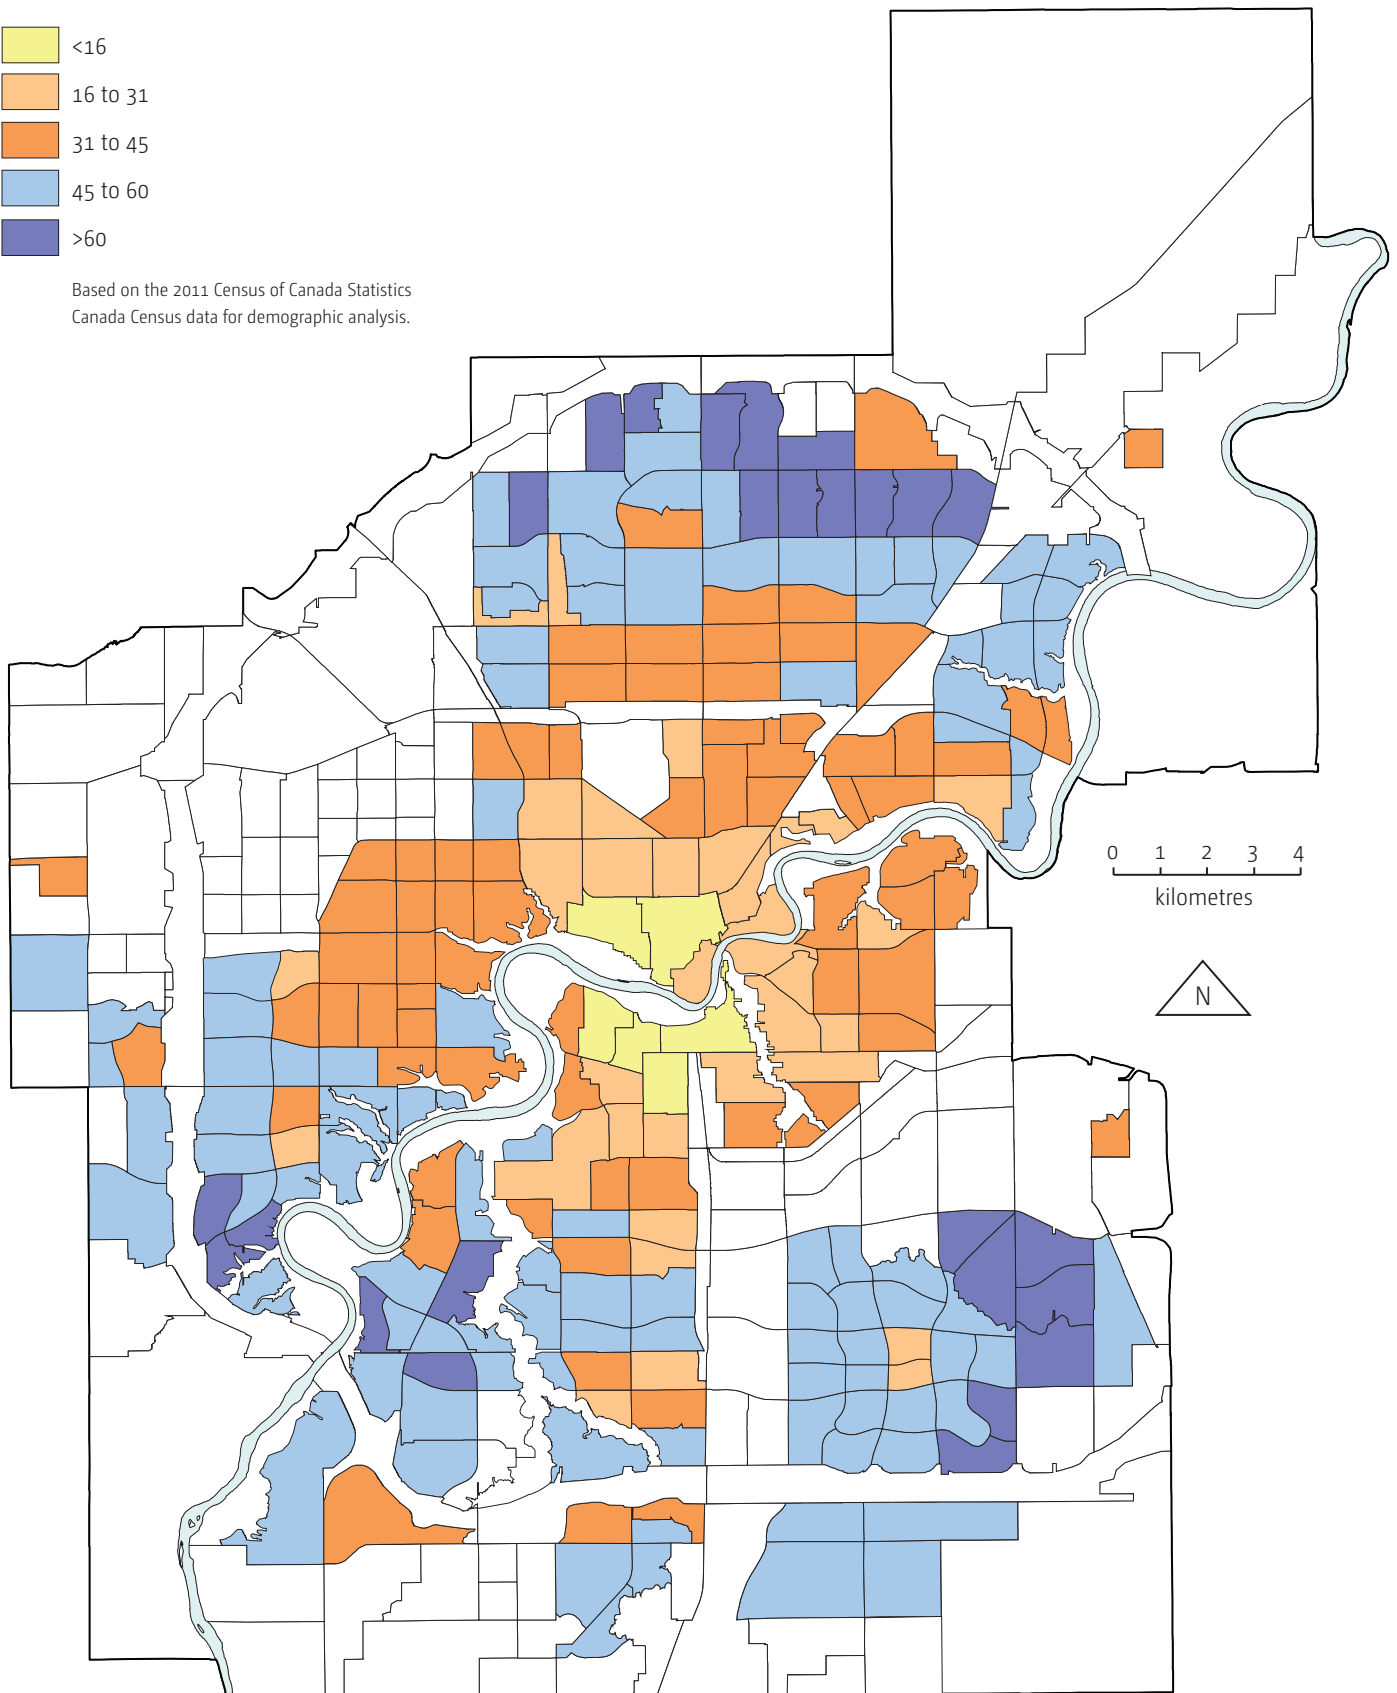 <16
16 to 31
31 to 45
45 to 60
>60
Based on the 2011 Census of Canada Statistics
Canada Census data for demographic analysis.
0 1 2 3 4
kilometres
N